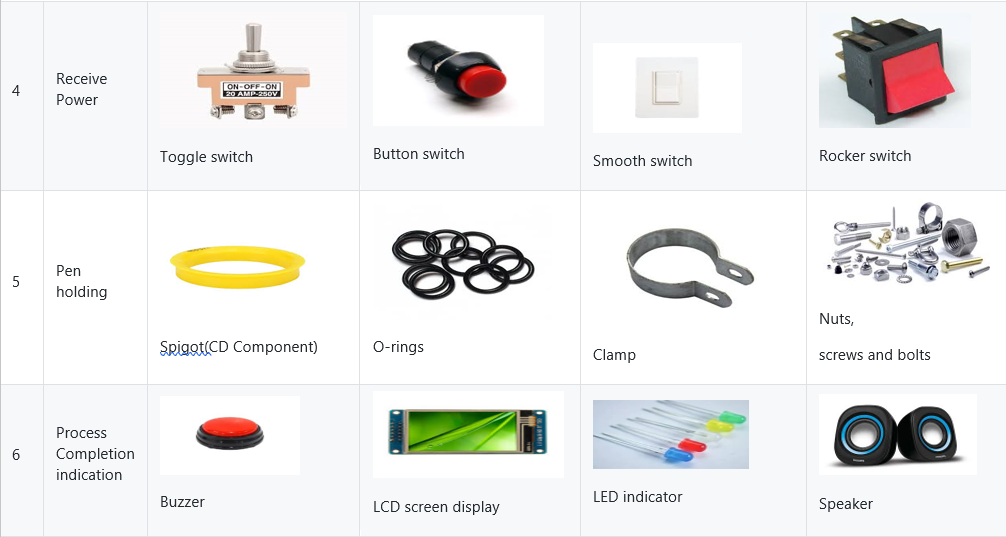 4
Receive
Power
ON-OFF-ON
20 AMP-250V
Toggle switch
Button switch
Smooth switch
Rocker switch
5
Pen
holding
Spigot(CD Component)
O-rings
Clamp
Nuts,
screws and bolts
6
Process
Completion
indication
Buzzer
LCD screen display
LED indicator
Speaker